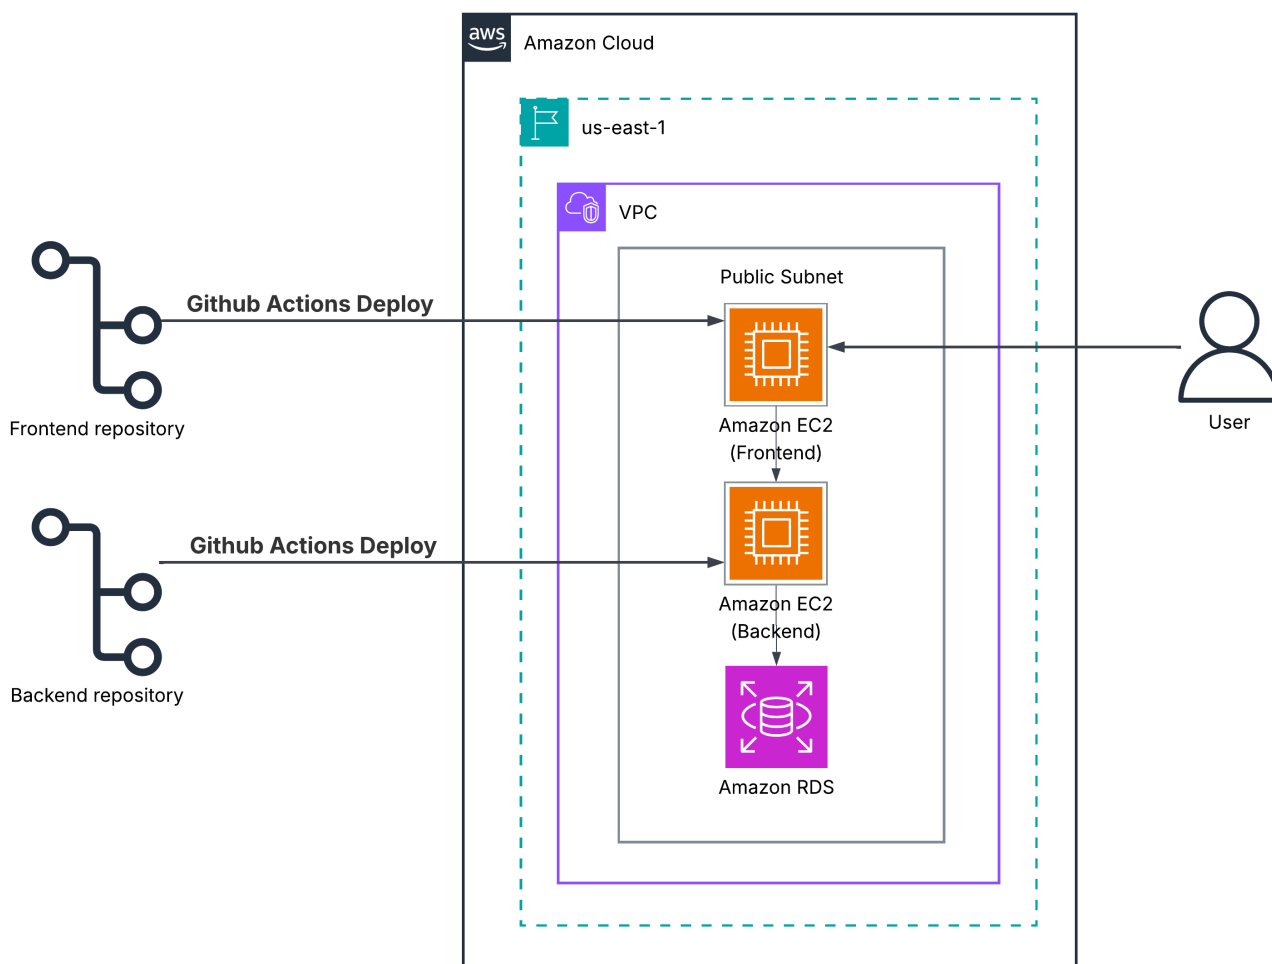 aws
Amazon Cloud
us-east-1
VPC
Public Subnet
Github Actions Deploy
Frontend repository
Amazon EC2
(Frontend)
User
Github Actions Deploy
Backend repository
Amazon EC2
(Backend)
Amazon RDS